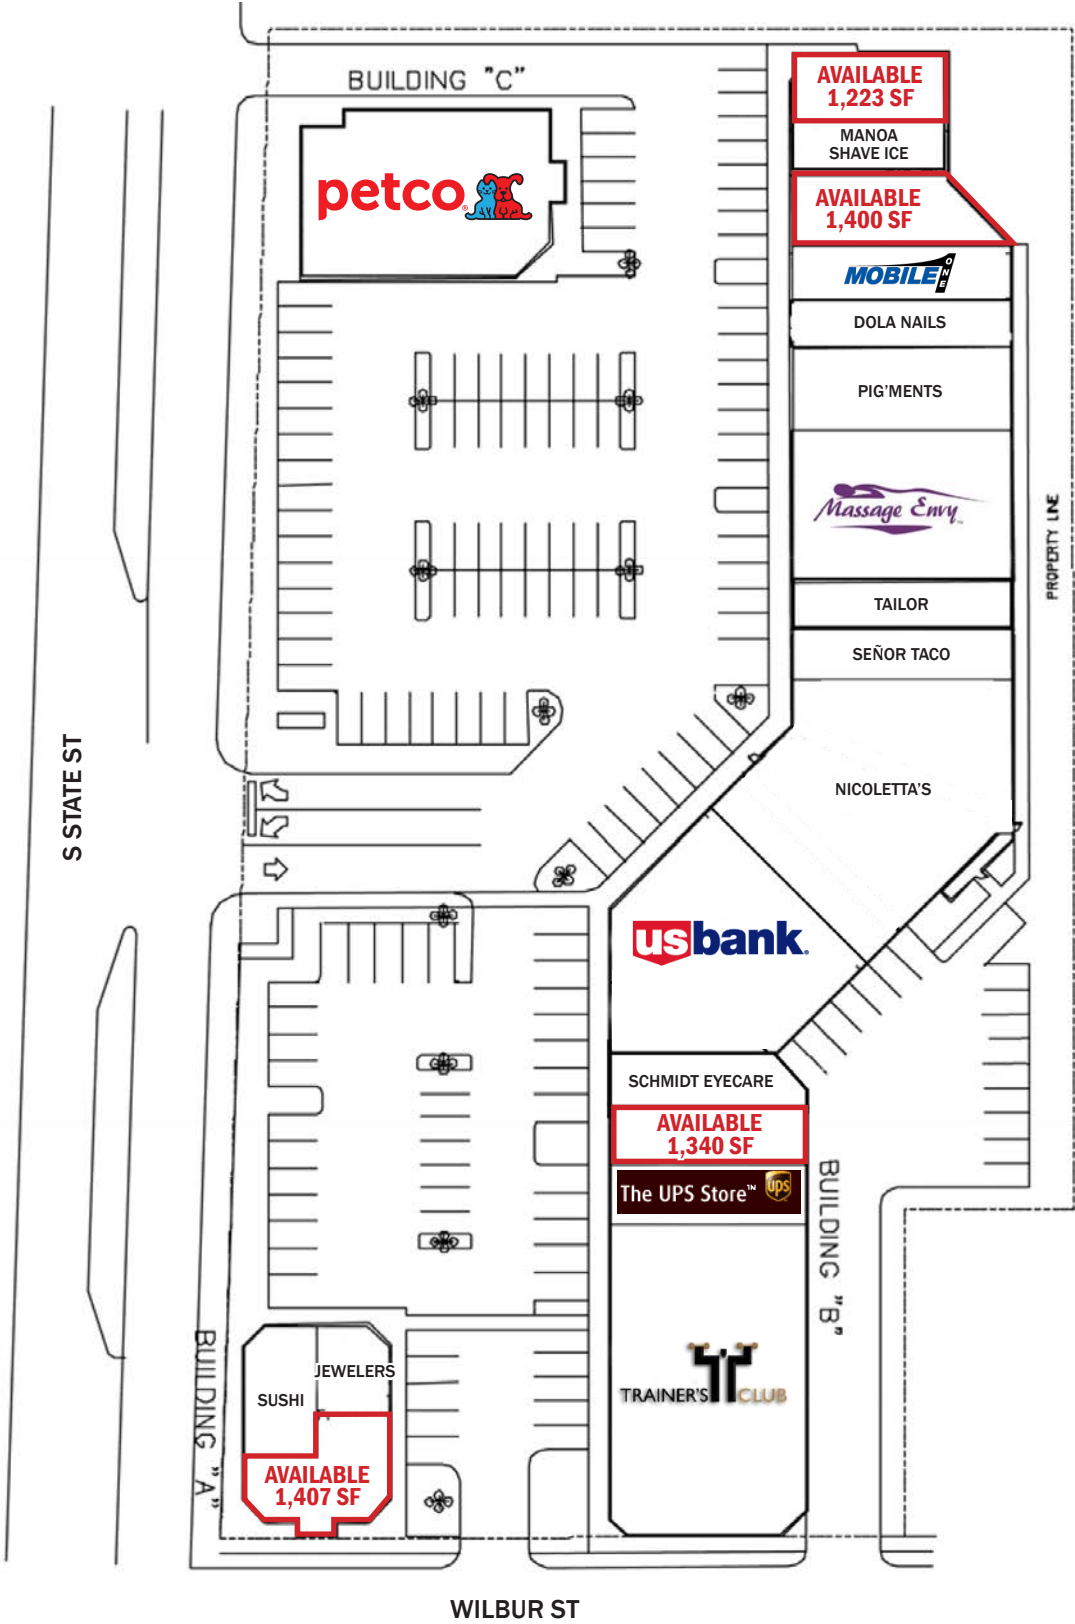 BUILDING "C"
petco
AVAILABLE
1,223 SF
MANOA
SHAVE ICE
AVAILABLE
1,400 SF
MOBILE ONE
DOLA NAILS
PIG'MENTS
Massage Envy
PROPERTY LINE
TAILOR
SEÑOR TACO
S STATE ST
NICOLETTA'S
usbank
SCHMIDT EYECARE
AVAILABLE
1,340 SF
The UPS Store™ ups
BUILDING "B"
TRAINER'S CLUB
BUILDING "A"
JEWELERS
SUSHI
AVAILABLE
1,407 SF
WILBUR ST